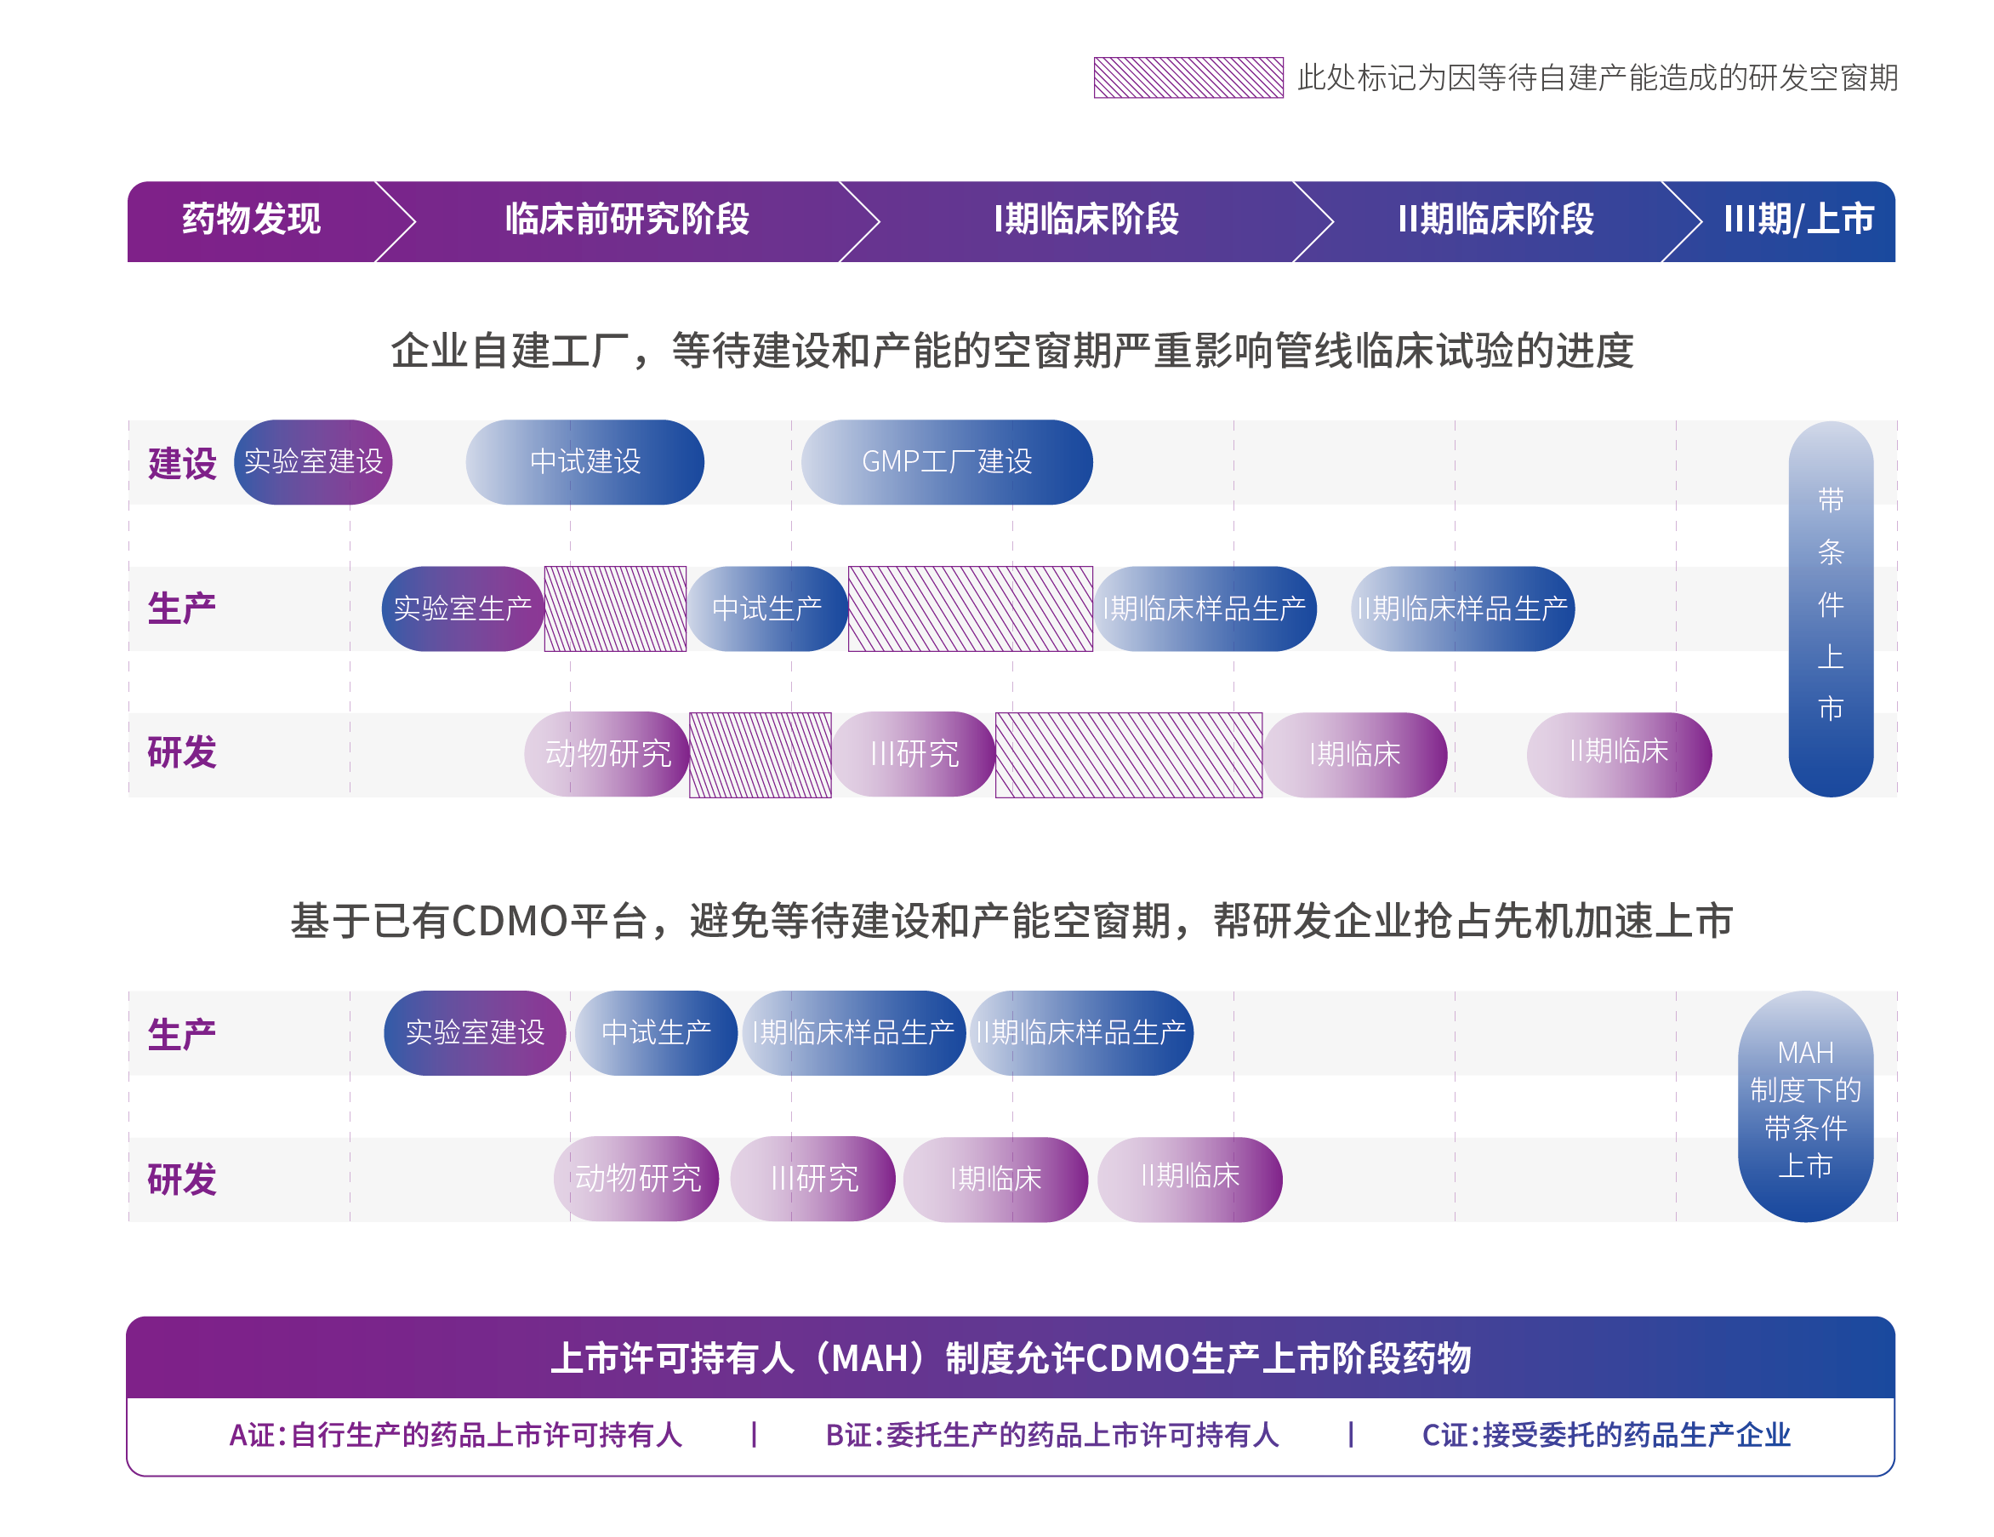 此处标记为因等待自建产能造成的研发空窗期
药物发现
临床前研究阶段
I期临床阶段
II期临床阶段
III期/上市
企业自建工厂，等待建设和产能的空窗期严重影响管线临床试验的进度
建设
实验室建设
中试建设
GMP工厂建设
生产
实验室生产
中试生产
I期临床样品生产
II期临床样品生产
研发
动物研究
III研究
I期临床
II期临床
带
条
件
上
市
基于已有CDMO平台，避免等待建设和产能空窗期，帮研发企业抢占先机加速上市
生产
实验室建设
中试生产
I期临床样品生产
II期临床样品生产
研发
动物研究
III研究
I期临床
II期临床
MAH
制度下的
带条件
上市
上市许可持有人（MAH）制度允许CDMO生产上市阶段药物
A证：自行生产的药品上市许可持有人 | B证：委托生产的药品上市许可持有人 | C证：接受委托的药品生产企业